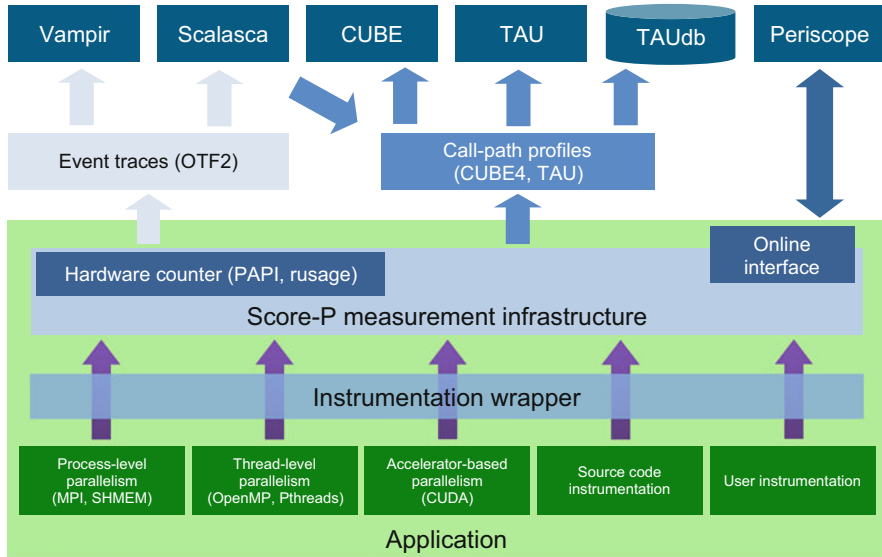 Vampir
Scalasca
CUBE
TAU
TAUdb
Periscope
Event traces (OTF2)
Call-path profiles
(CUBE4, TAU)
Online
interface
Hardware counter (PAPI, rusage)
Score-P measurement infrastructure
Instrumentation wrapper
Process-level
parallelism
(MPI, SHMEM)
Thread-level
parallelism
(OpenMP, Pthreads)
Accelerator-based
parallelism
(CUDA)
Source code
instrumentation
User instrumentation
Application